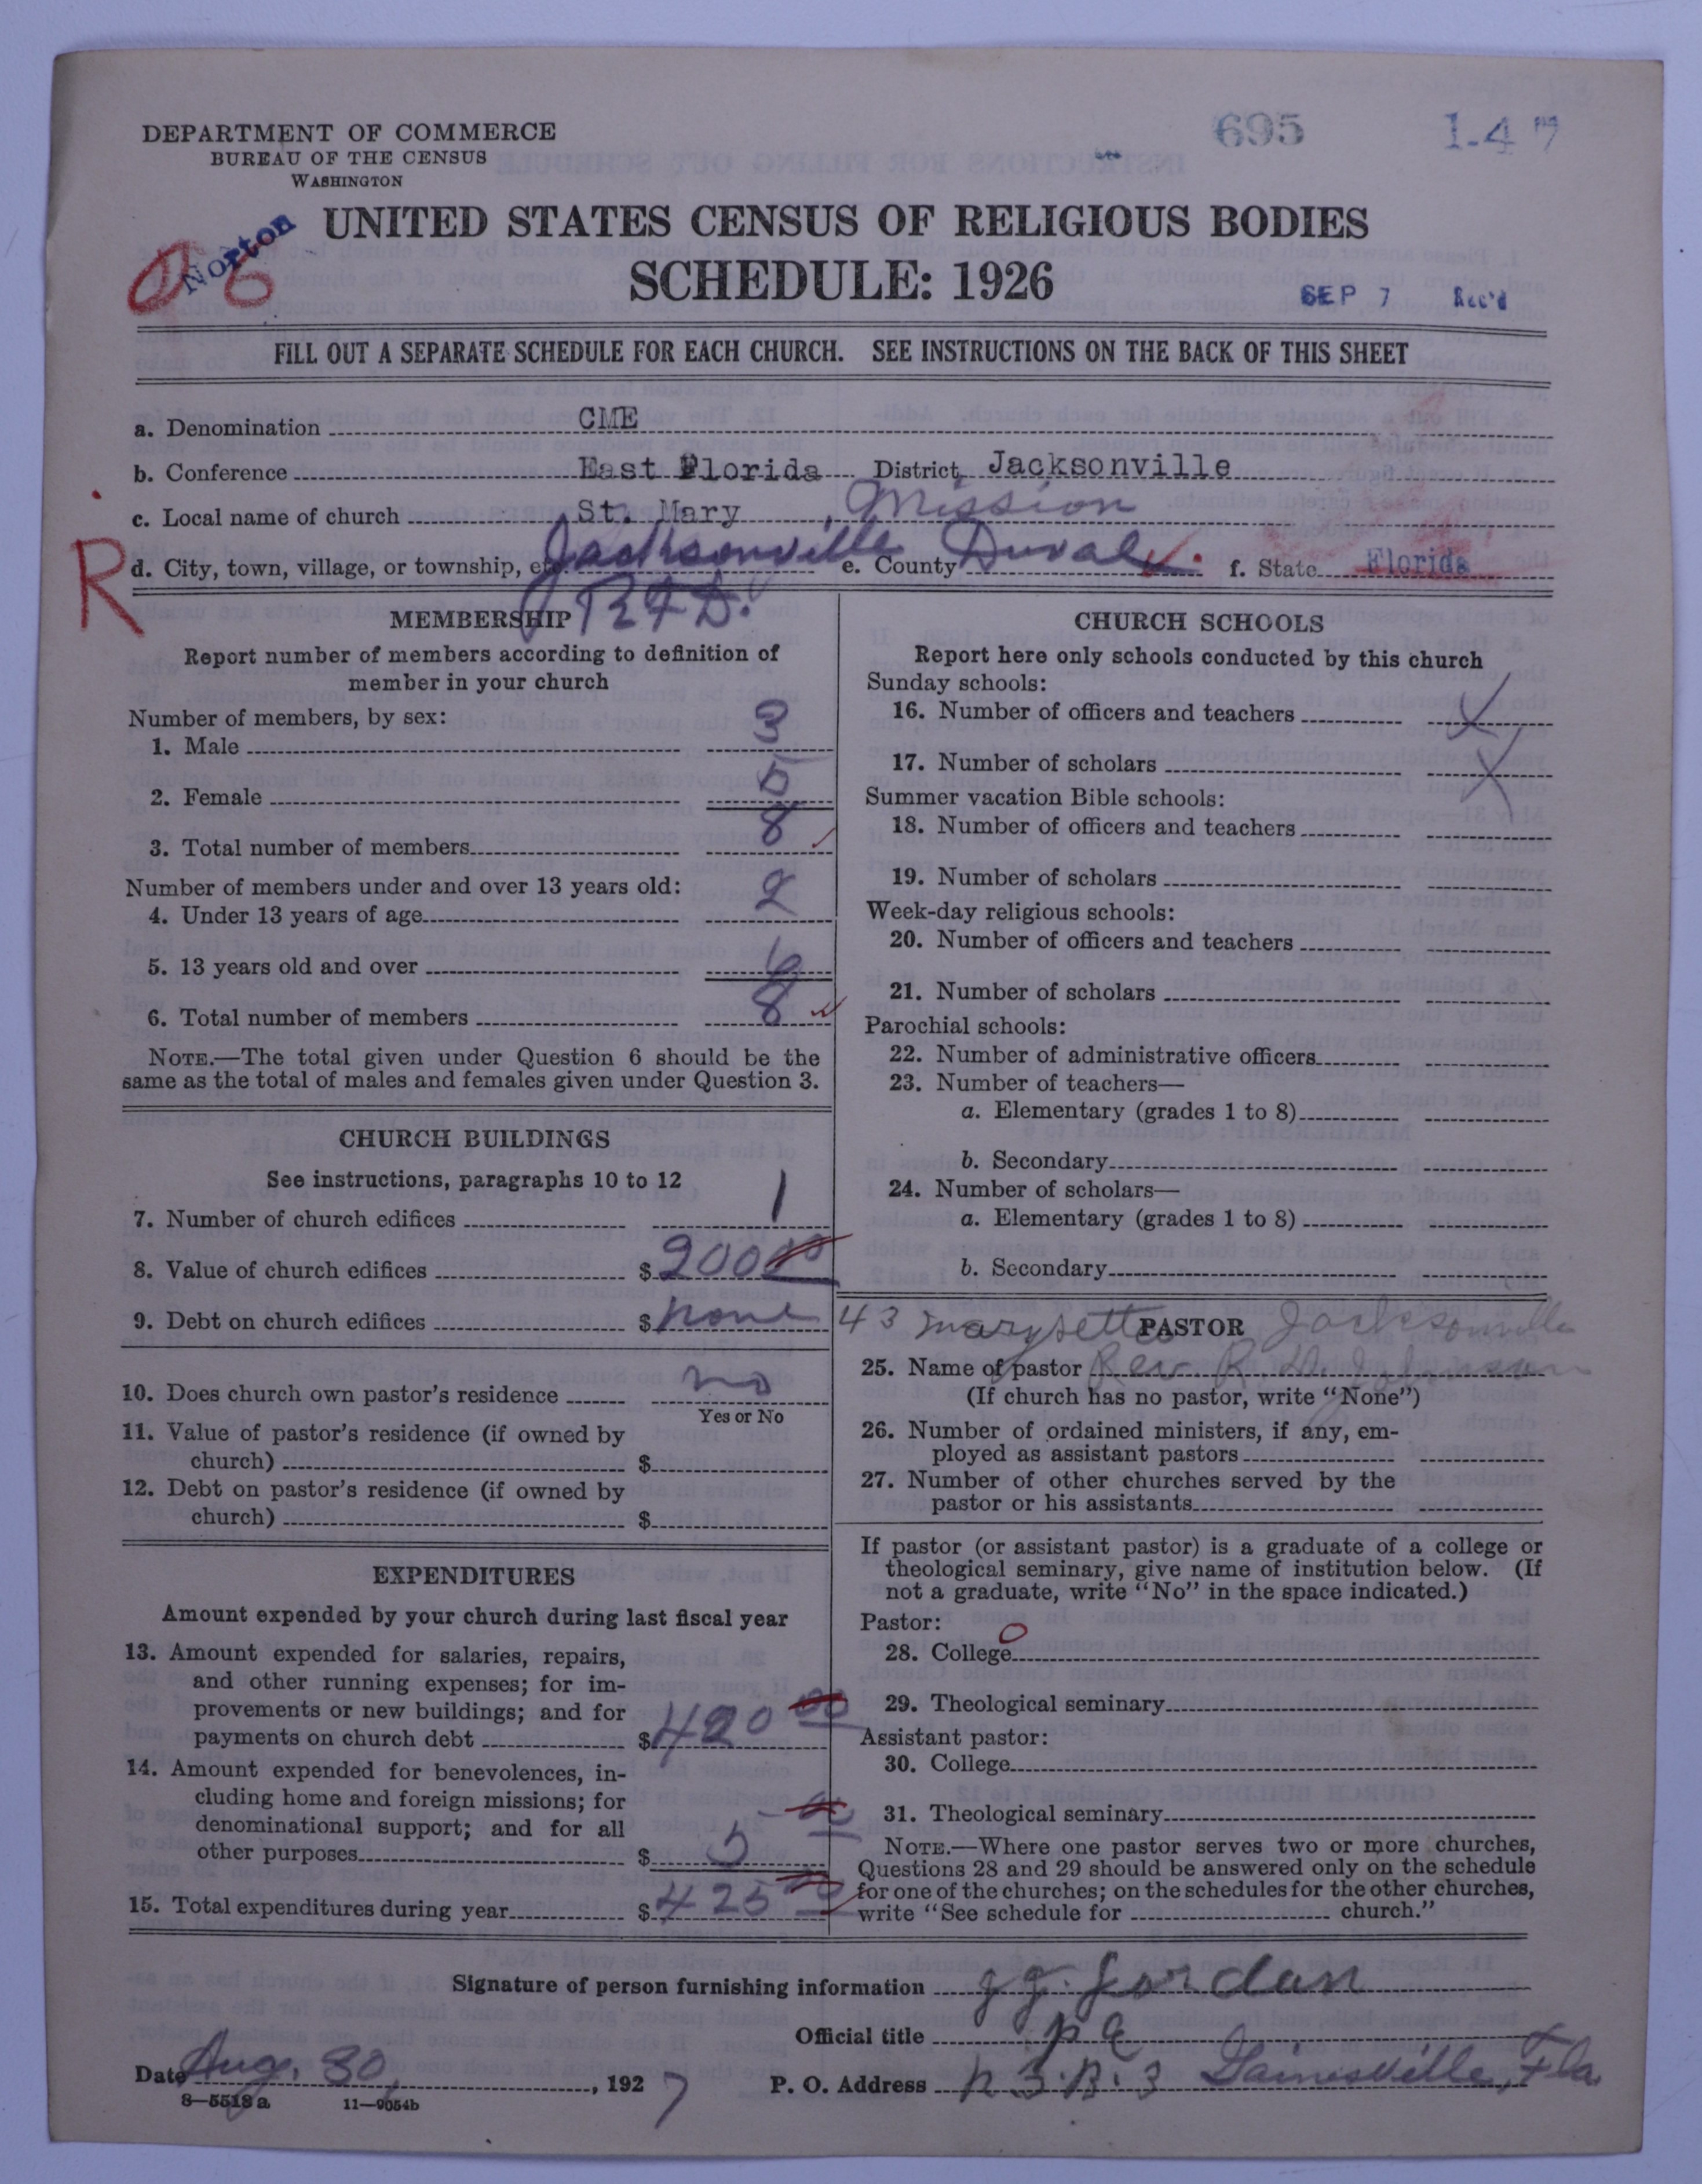 DEPARTMENT OF COMMERCE
BUREAU OF THE CENSUS
WASHINGTON
695
1-47
Norton
06
UNITED STATES CENSUS OF RELIGIOUS BODIES
SCHEDULE: 1926
SEP 7 Rec'd
FILL OUT A SEPARATE SCHEDULE FOR EACH CHURCH. SEE INSTRUCTIONS ON THE BACK OF THIS SHEET
a. Denomination CME
b. Conference East Florida District Jacksonville
c. Local name of church St. Mary, Mission
R
d. City, town, village, or township, etc. Jacksonville e. County Duval f. State Florida
R F D.
MEMBERSHIP
Report number of members according to definition of
member in your church
Number of members, by sex:
1. Male 3
2. Female 5
3. Total number of members 8
Number of members under and over 13 years old:
4. Under 13 years of age 2
5. 13 years old and over 6
6. Total number of members 8
NOTE.—The total given under Question 6 should be the
same as the total of males and females given under Question 3.
CHURCH BUILDINGS
See instructions, paragraphs 10 to 12
7. Number of church edifices 1
8. Value of church edifices $ 200 00
9. Debt on church edifices $ none
10. Does church own pastor's residence no
Yes or No
11. Value of pastor's residence (if owned by
church) $
12. Debt on pastor's residence (if owned by
church) $
EXPENDITURES
Amount expended by your church during last fiscal year
13. Amount expended for salaries, repairs,
and other running expenses; for im-
provements or new buildings; and for
payments on church debt $ 420 00
14. Amount expended for benevolences, in-
cluding home and foreign missions; for
denominational support; and for all
other purposes $ 5 00
15. Total expenditures during year $ 425 00
CHURCH SCHOOLS
Report here only schools conducted by this church
Sunday schools:
16. Number of officers and teachers X
17. Number of scholars X
Summer vacation Bible schools:
18. Number of officers and teachers
19. Number of scholars
Week-day religious schools:
20. Number of officers and teachers
21. Number of scholars
Parochial schools:
22. Number of administrative officers
23. Number of teachers—
a. Elementary (grades 1 to 8)
b. Secondary
24. Number of scholars—
a. Elementary (grades 1 to 8)
b. Secondary
43 Jacksonville
PASTOR
25. Name of pastor Rev R. D. Johnson
(If church has no pastor, write "None")
26. Number of ordained ministers, if any, em-
ployed as assistant pastors
27. Number of other churches served by the
pastor or his assistants
If pastor (or assistant pastor) is a graduate of a college or
theological seminary, give name of institution below. (If
not a graduate, write "No" in the space indicated.)
Pastor:
28. College
29. Theological seminary
Assistant pastor:
30. College
31. Theological seminary
NOTE.—Where one pastor serves two or more churches,
Questions 28 and 29 should be answered only on the schedule
for one of the churches; on the schedules for the other churches,
write "See schedule for church."
Signature of person furnishing information J J. Jordan
Official title P E
Date Aug. 30, 1927 P. O. Address R 3. B. 3 Gainesville, Fla
8—5518 a 11—9054b